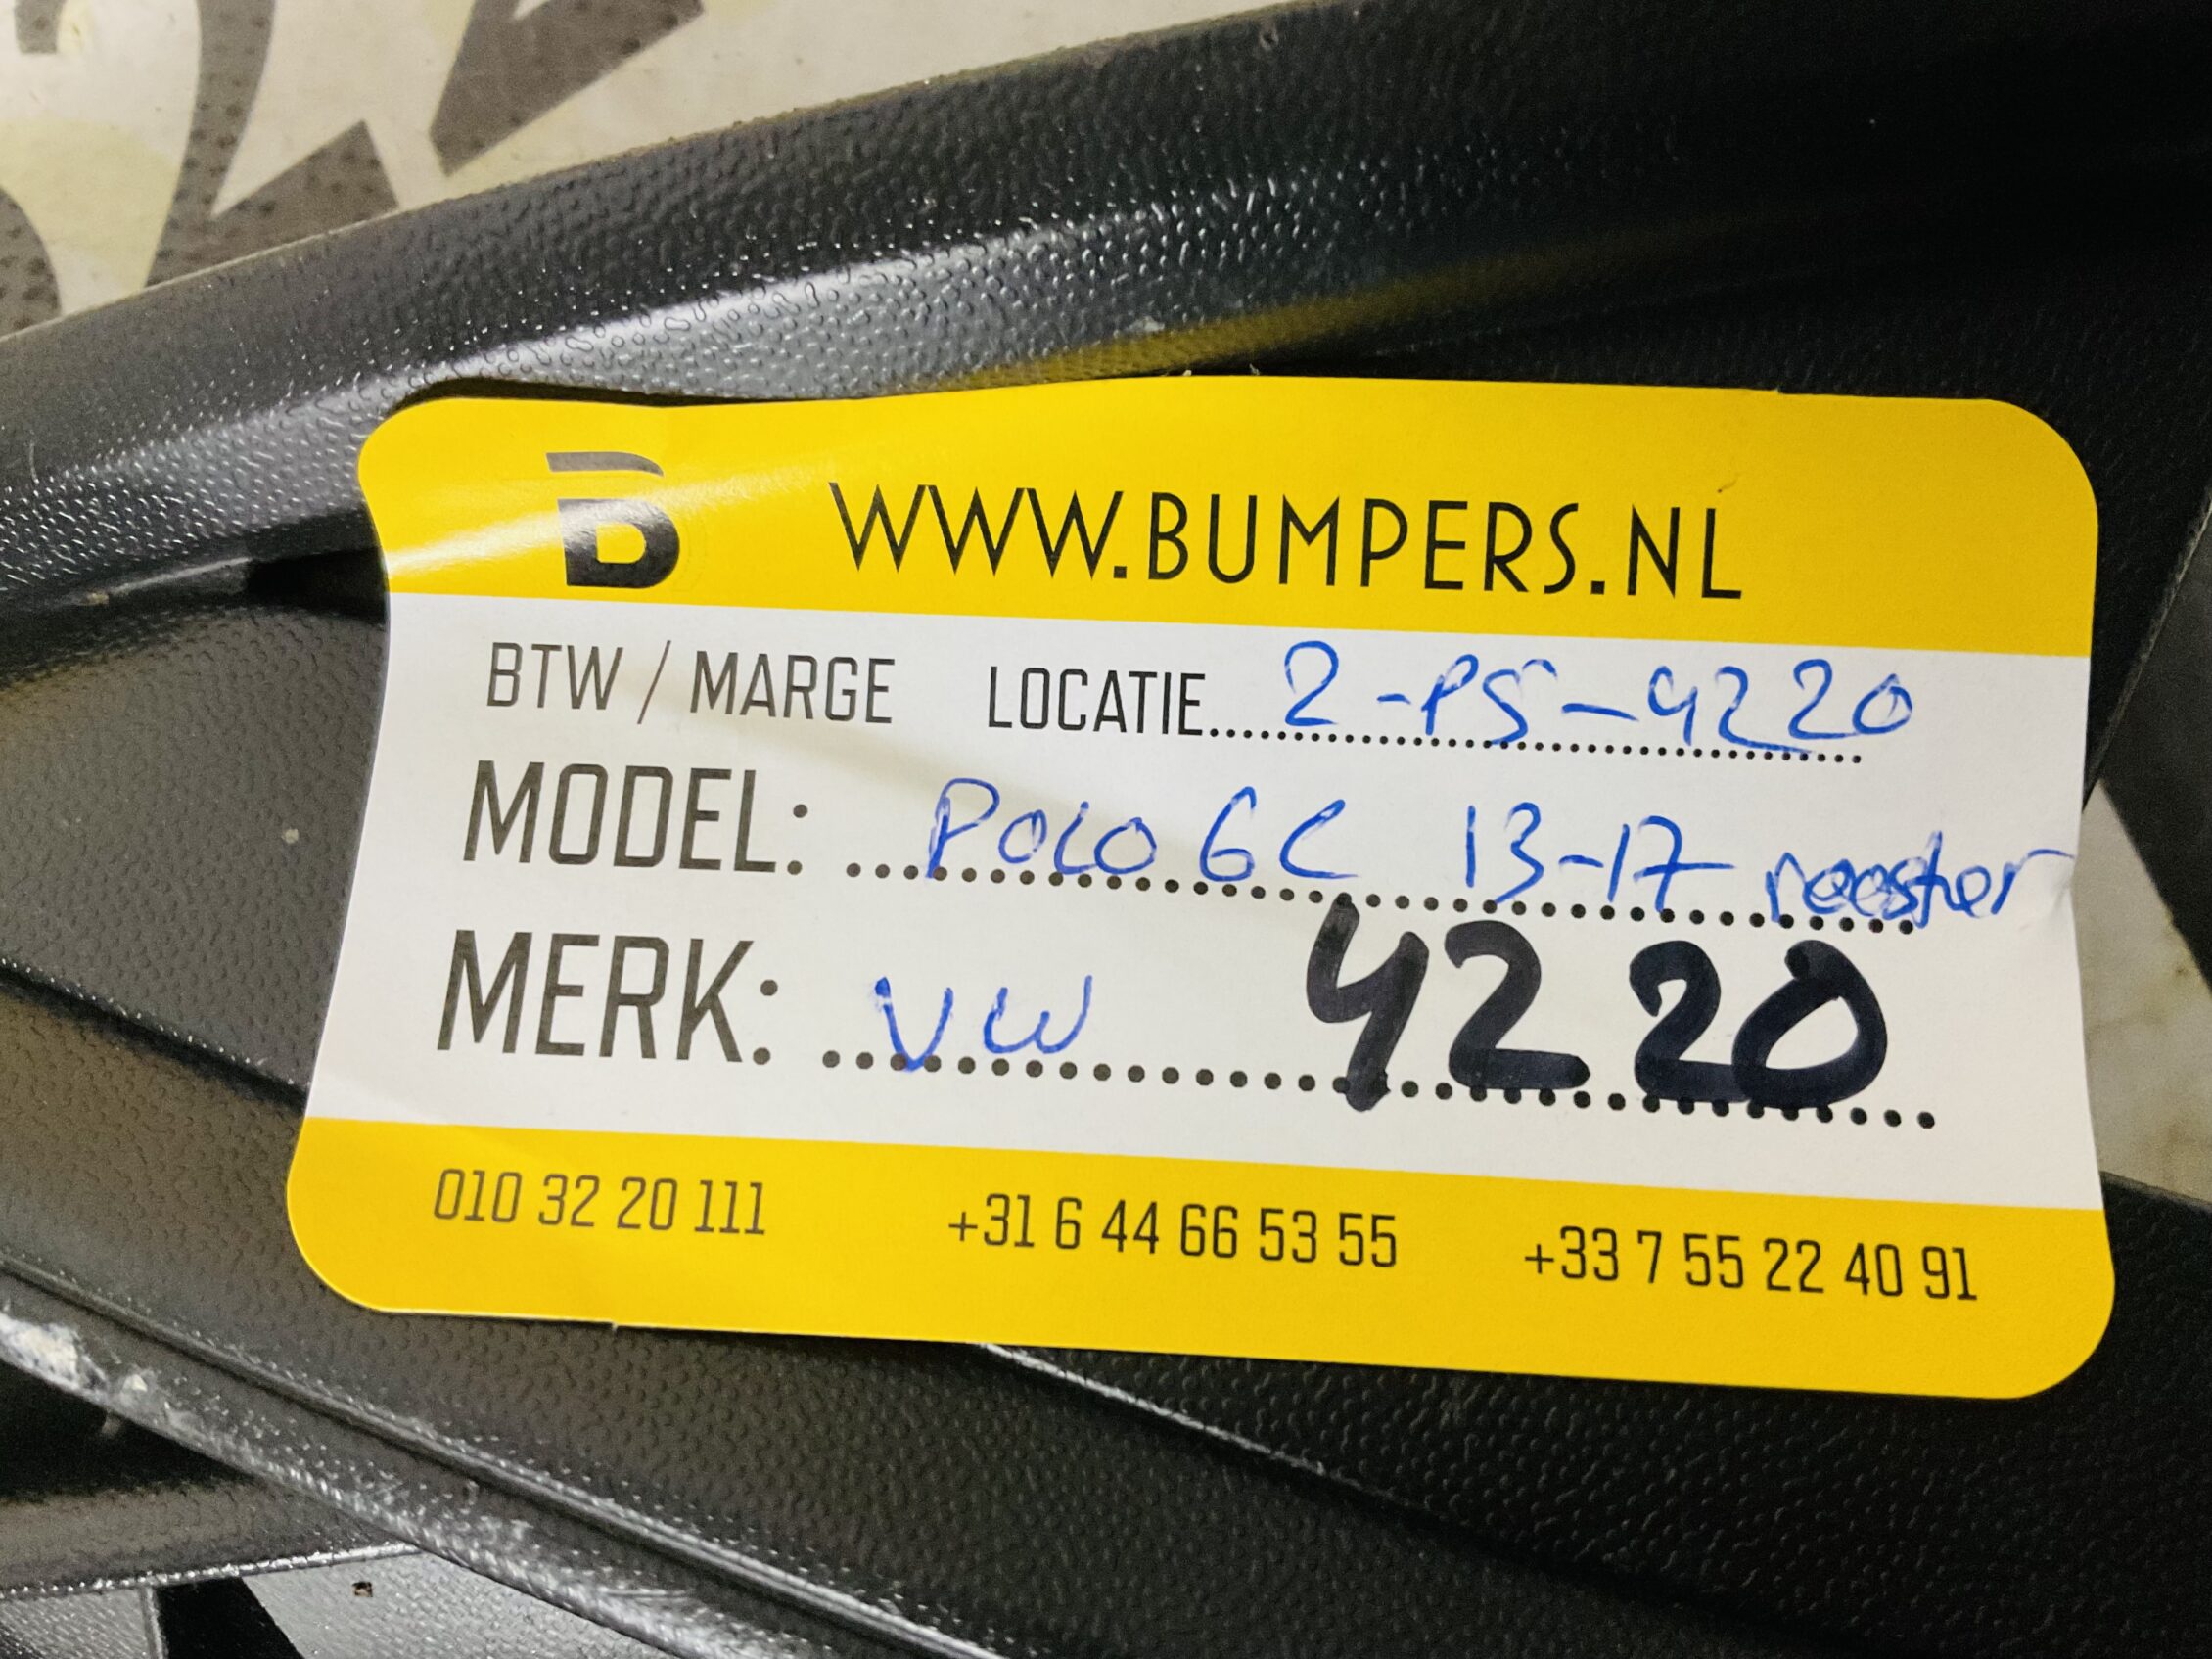 B WWW.BUMPERS.NL
BTW / MARGE LOCATIE 2-PS-4220
MODEL: Polo 6C 13-17 rooster
MERK: VW 4220
010 32 20 111 +31 6 44 66 53 55 +33 7 55 22 40 91